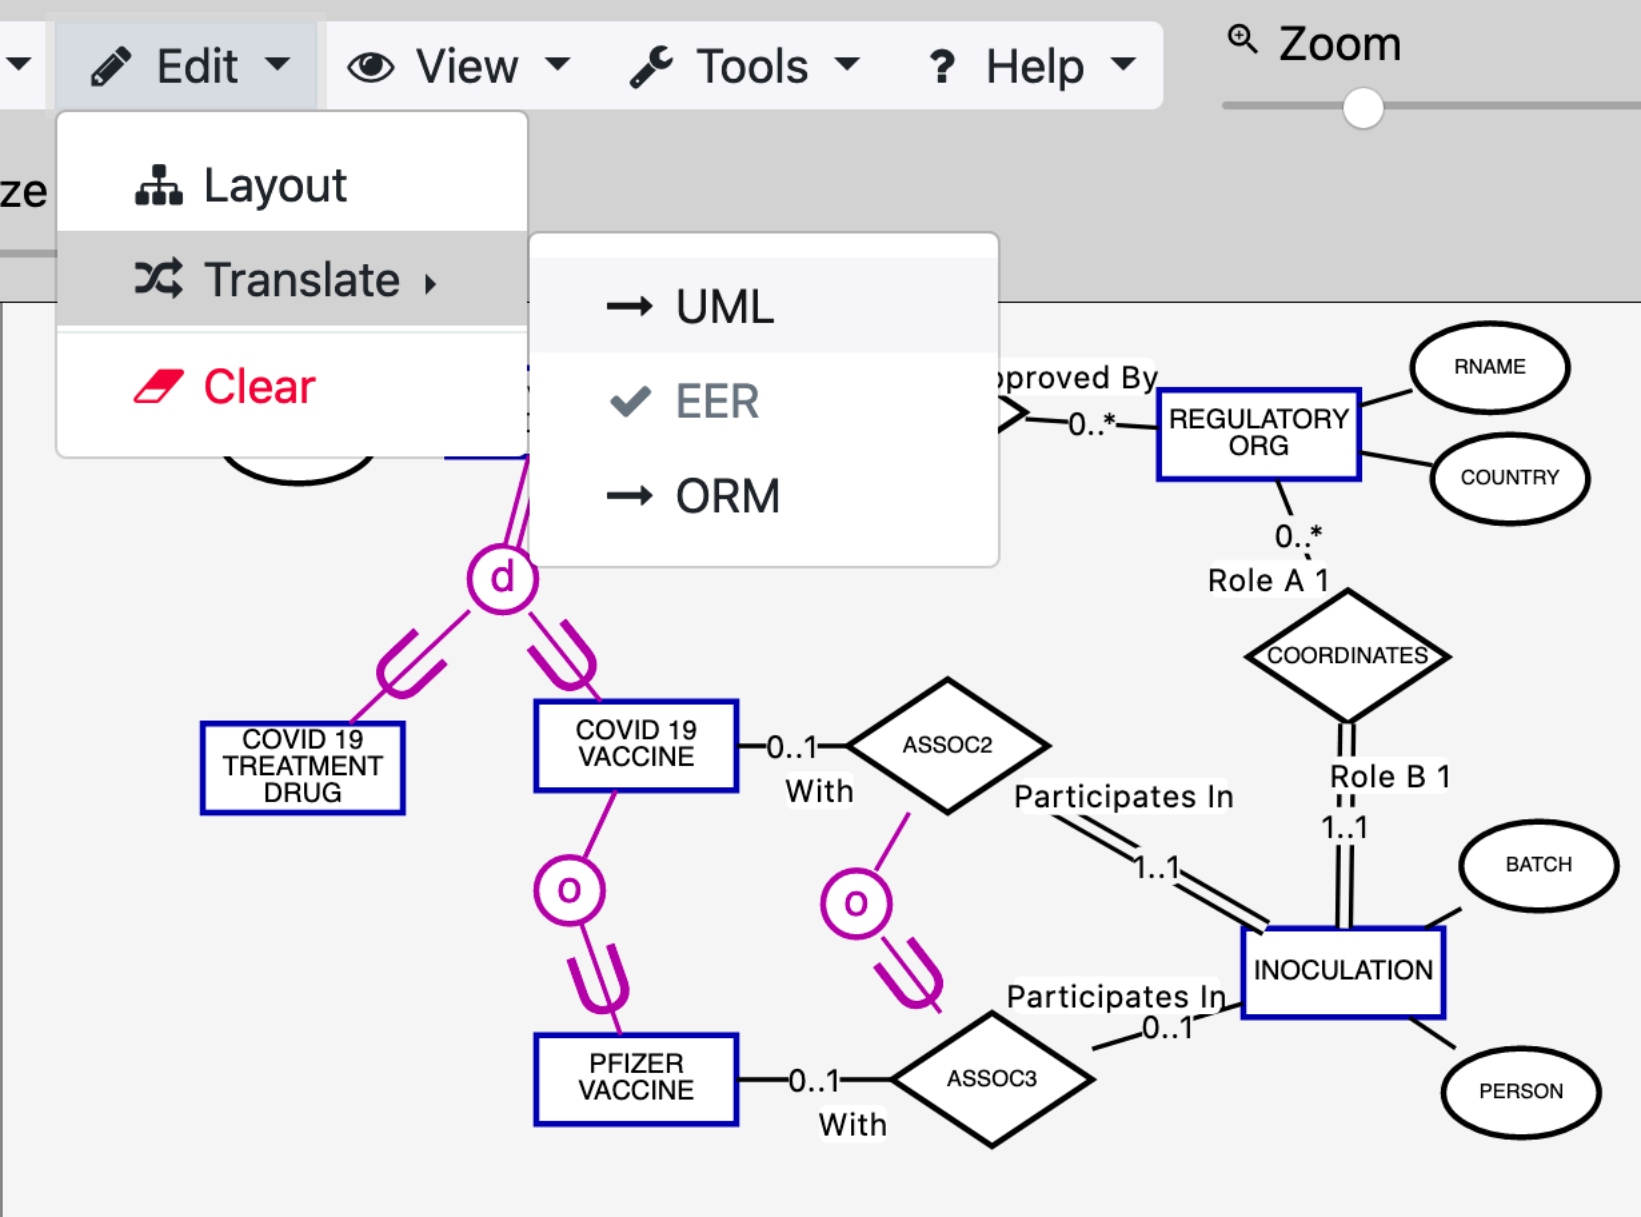 Edit
View
Tools
? Help
Zoom
ze
Layout
Translate
Clear
UML
EER
ORM
pproved By
0..*
REGULATORY
ORG
RNAME
COUNTRY
0..*
Role A 1
COORDINATES
Role B 1
1..1
d
COVID 19
TREATMENT
DRUG
COVID 19
VACCINE
0..1
With
ASSOC2
Participates In
1..1
BATCH
o
o
INOCULATION
Participates In
0..1
PFIZER
VACCINE
0..1
With
ASSOC3
PERSON